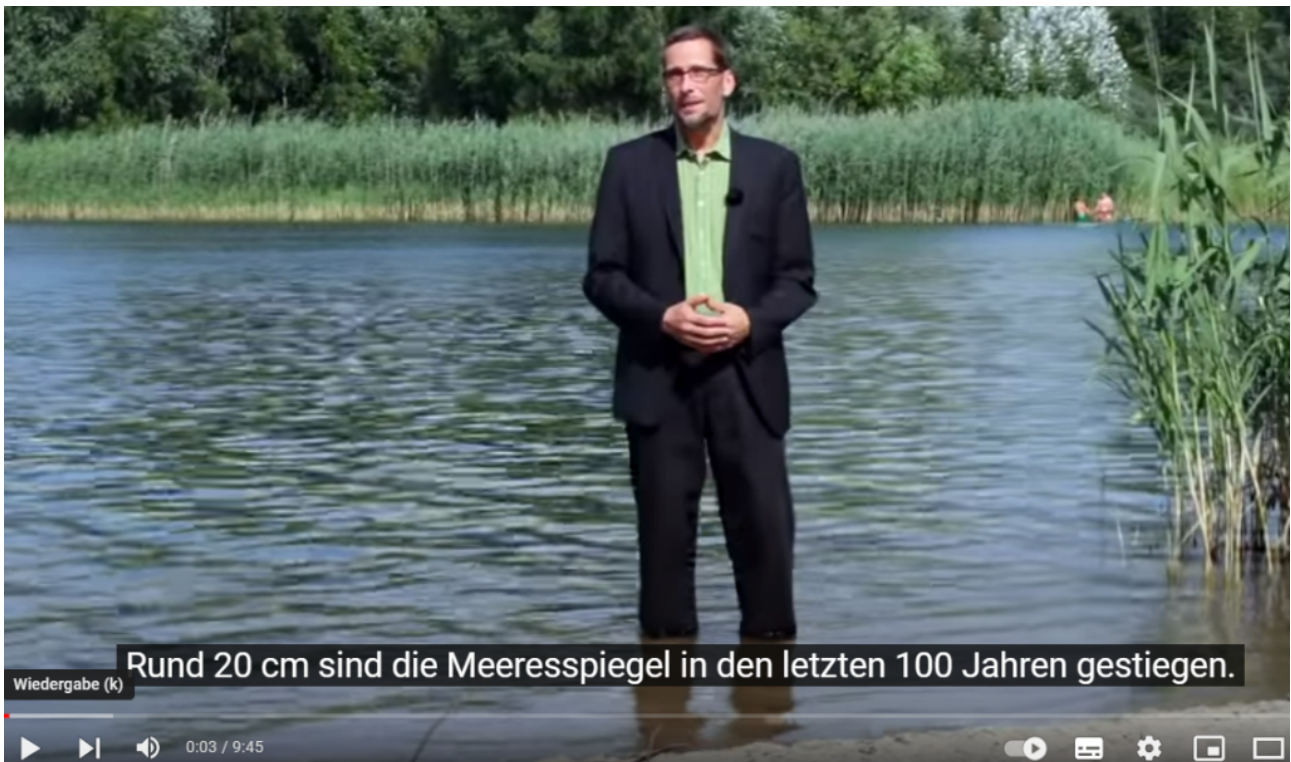 Rund 20 cm sind die Meeresspiegel in den letzten 100 Jahren gestiegen.
Wiedergabe (k)
0:03 / 9:45